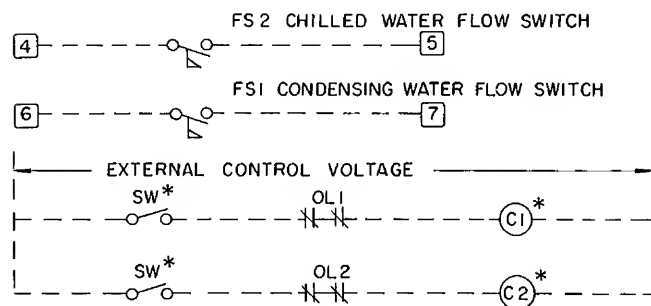 FS2 CHILLED WATER FLOW SWITCH
4 5
FS1 CONDENSING WATER FLOW SWITCH
6 7
EXTERNAL CONTROL VOLTAGE
SW* OL1 C1*
SW* OL2 C2*